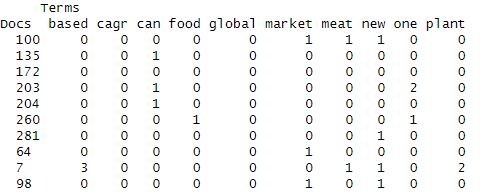 Terms
Docs based cagr can food global market meat new one plant
100 0 0 0 0 0 1 1 1 0 0
135 0 0 1 0 0 0 0 0 0 0
172 0 0 0 0 0 0 0 0 0 0
203 0 0 1 0 0 0 0 0 2 0
204 0 0 1 0 0 0 0 0 0 0
260 0 0 0 1 0 0 0 0 1 0
281 0 0 0 0 0 0 0 1 0 0
64 0 0 0 0 0 1 0 0 0 0
7 3 0 0 0 0 0 1 1 0 2
98 0 0 0 0 0 1 0 1 0 0